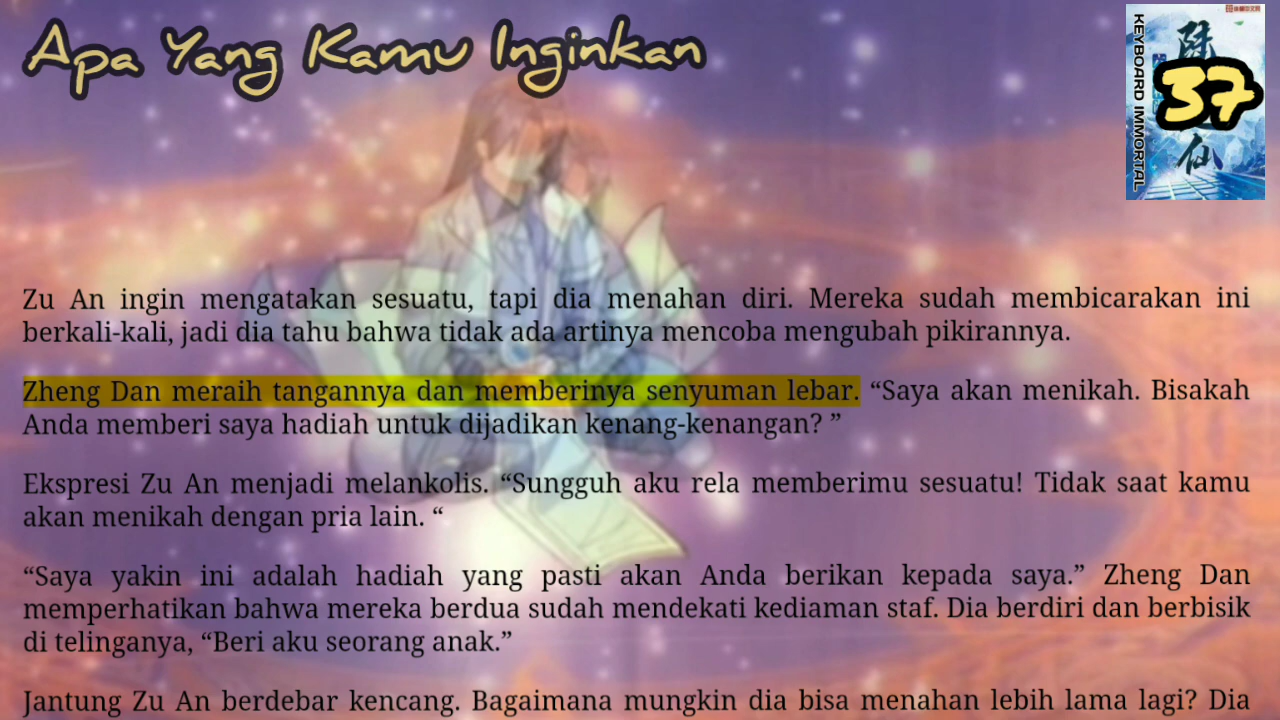 Apa Yang Kamu Inginkan
KEYBOARD IMMORTAL
37
仙
Zu An ingin mengatakan sesuatu, tapi dia menahan diri. Mereka sudah membicarakan ini
berkali-kali, jadi dia tahu bahwa tidak ada artinya mencoba mengubah pikirannya.
Zheng Dan meraih tangannya dan memberinya senyuman lebar. “Saya akan menikah. Bisakah
Anda memberi saya hadiah untuk dijadikan kenang-kenangan? ”
Ekspresi Zu An menjadi melankolis. “Sungguh aku rela memberimu sesuatu! Tidak saat kamu
akan menikah dengan pria lain. “
“Saya yakin ini adalah hadiah yang pasti akan Anda berikan kepada saya.” Zheng Dan
memperhatikan bahwa mereka berdua sudah mendekati kediaman staf. Dia berdiri dan berbisik
di telinganya, “Beri aku seorang anak.”
Jantung Zu An berdebar kencang. Bagaimana mungkin dia bisa menahan lebih lama lagi? Dia